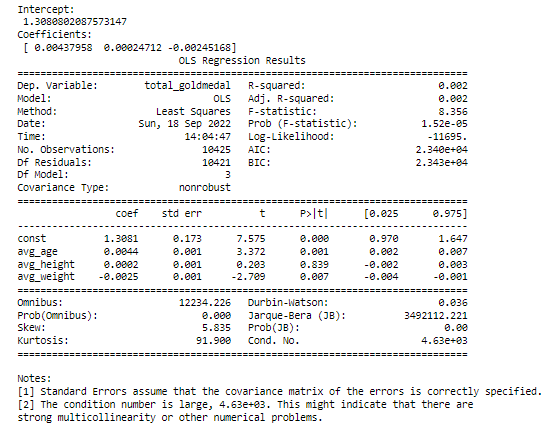 Intercept:
1.3080802087573147
Coefficients:
[ 0.00437958  0.00024712 -0.00245168]
OLS Regression Results
==============================================================================
Dep. Variable:        total_goldmedal   R-squared:                       0.002
Model:                            OLS   Adj. R-squared:                  0.002
Method:                 Least Squares   F-statistic:                     8.356
Date:                Sun, 18 Sep 2022   Prob (F-statistic):           1.52e-05
Time:                        14:04:47   Log-Likelihood:                -11695.
No. Observations:               10425   AIC:                         2.340e+04
Df Residuals:                   10421   BIC:                         2.343e+04
Df Model:                           3
Covariance Type:            nonrobust
==============================================================================
coef    std err          t      P>|t|      [0.025      0.975]
------------------------------------------------------------------------------
const          1.3081      0.173      7.575      0.000       0.970       1.647
avg_age        0.0044      0.001      3.372      0.001       0.002       0.007
avg_height     0.0002      0.001      0.203      0.839      -0.002       0.003
avg_weight    -0.0025      0.001     -2.709      0.007      -0.004      -0.001
==============================================================================
Omnibus:                    12234.226   Durbin-Watson:                   0.036
Prob(Omnibus):                  0.000   Jarque-Bera (JB):          3492112.221
Skew:                           5.835   Prob(JB):                         0.00
Kurtosis:                      91.900   Cond. No.                     4.63e+03
==============================================================================
Notes:
[1] Standard Errors assume that the covariance matrix of the errors is correctly specified.
[2] The condition number is large, 4.63e+03. This might indicate that there are
strong multicollinearity or other numerical problems.